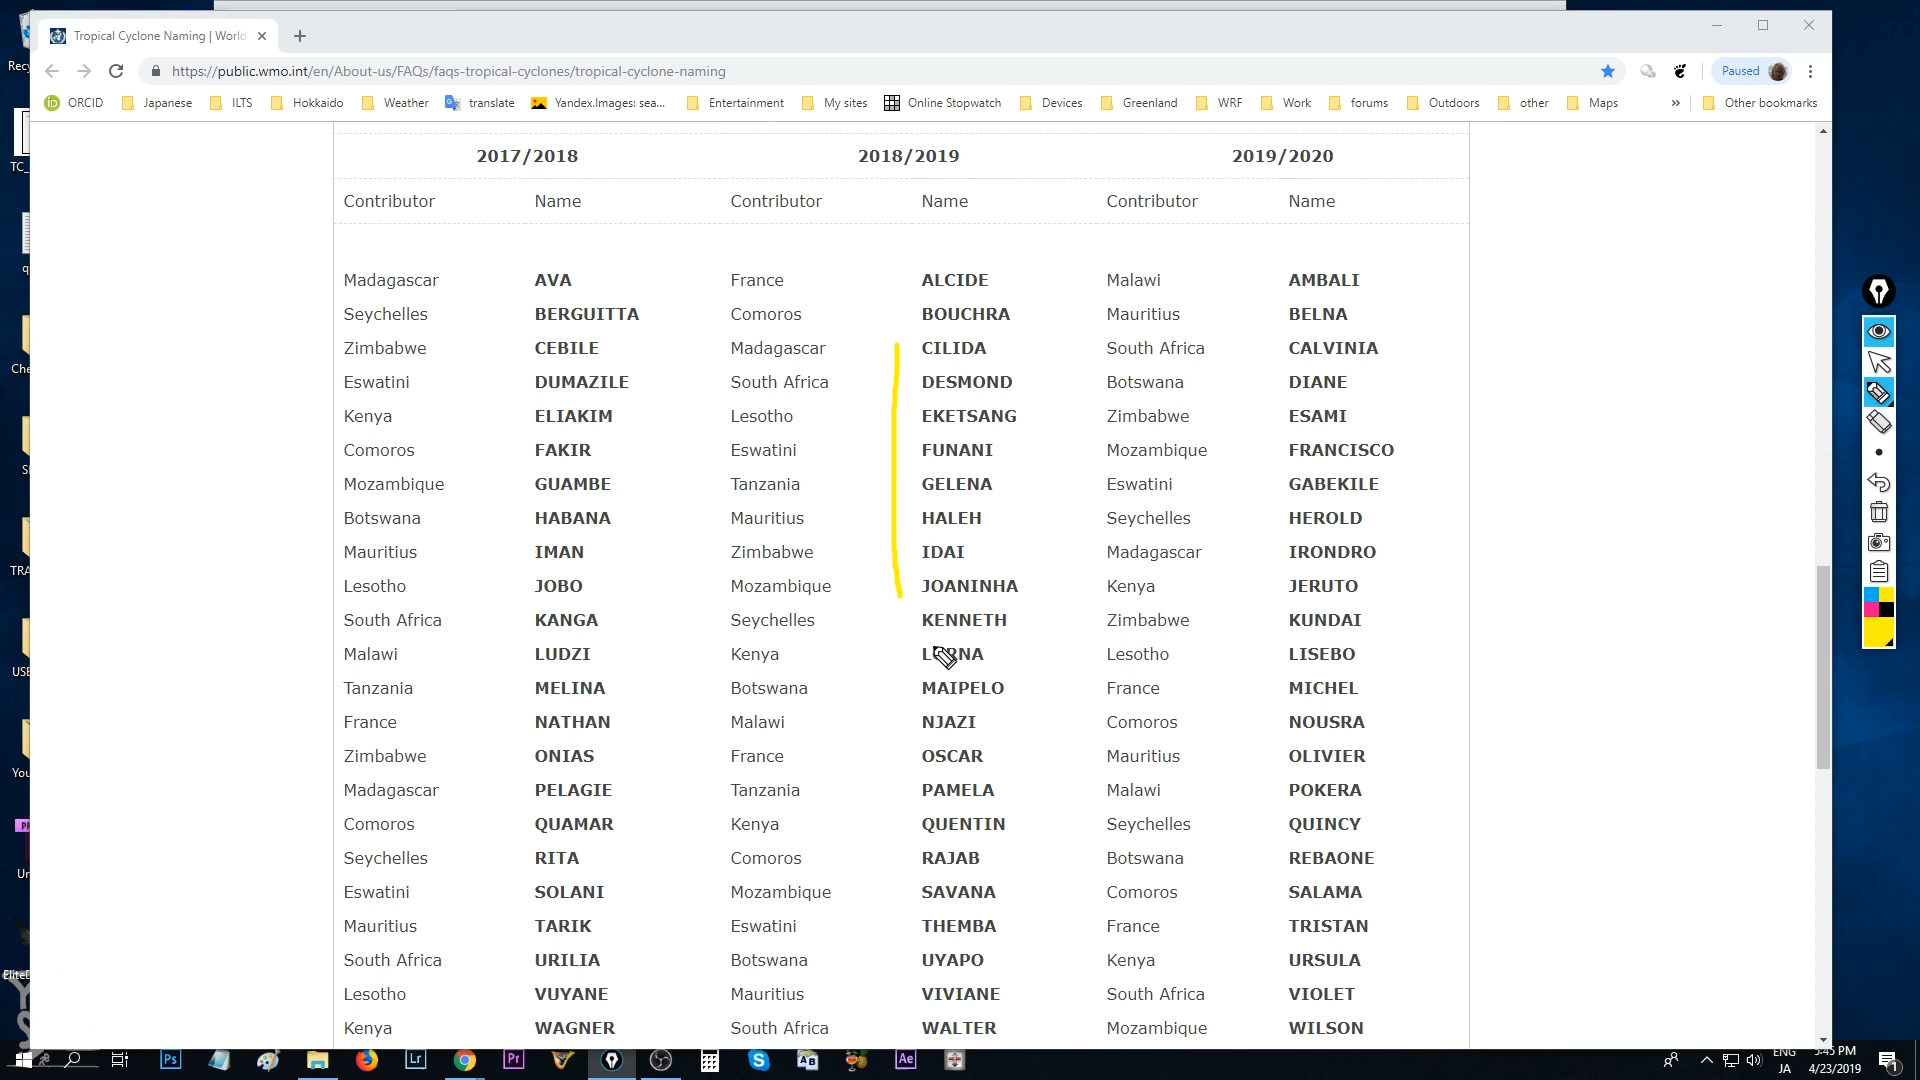 Tropical Cyclone Naming | World
https://public.wmo.int/en/About-us/FAQs/faqs-tropical-cyclones/tropical-cyclone-naming Paused
ORCID Japanese ILTS Hokkaido Weather translate Yandex.Images: sea... Entertainment My sites Online Stopwatch Devices Greenland WRF Work forums Outdoors other Maps » Other bookmarks
2017/2018 2018/2019 2019/2020
Contributor Name Contributor Name Contributor Name
Madagascar AVA France ALCIDE Malawi AMBALI
Seychelles BERGUITTA Comoros BOUCHRA Mauritius BELNA
Zimbabwe CEBILE Madagascar CILIDA South Africa CALVINIA
Eswatini DUMAZILE South Africa DESMOND Botswana DIANE
Kenya ELIAKIM Lesotho EKETSANG Zimbabwe ESAMI
Comoros FAKIR Eswatini FUNANI Mozambique FRANCISCO
Mozambique GUAMBE Tanzania GELENA Eswatini GABEKILE
Botswana HABANA Mauritius HALEH Seychelles HEROLD
Mauritius IMAN Zimbabwe IDAI Madagascar IRONDRO
Lesotho JOBO Mozambique JOANINHA Kenya JERUTO
South Africa KANGA Seychelles KENNETH Zimbabwe KUNDAI
Malawi LUDZI Kenya Lesotho LISEBO
Tanzania MELINA Botswana MAIPELO France MICHEL
France NATHAN Malawi NJAZI Comoros NOUSRA
Zimbabwe ONIAS France OSCAR Mauritius OLIVIER
Madagascar PELAGIE Tanzania PAMELA Malawi POKERA
Comoros QUAMAR Kenya QUENTIN Seychelles QUINCY
Seychelles RITA Comoros RAJAB Botswana REBAONE
Eswatini SOLANI Mozambique SAVANA Comoros SALAMA
Mauritius TARIK Eswatini THEMBA France TRISTAN
South Africa URILIA Botswana UYAPO Kenya URSULA
Lesotho VUYANE Mauritius VIVIANE South Africa VIOLET
Kenya WAGNER South Africa WALTER Mozambique WILSON
Ps Lr Pr Ae
ENG 5:45 PM
JA 4/23/2019 1